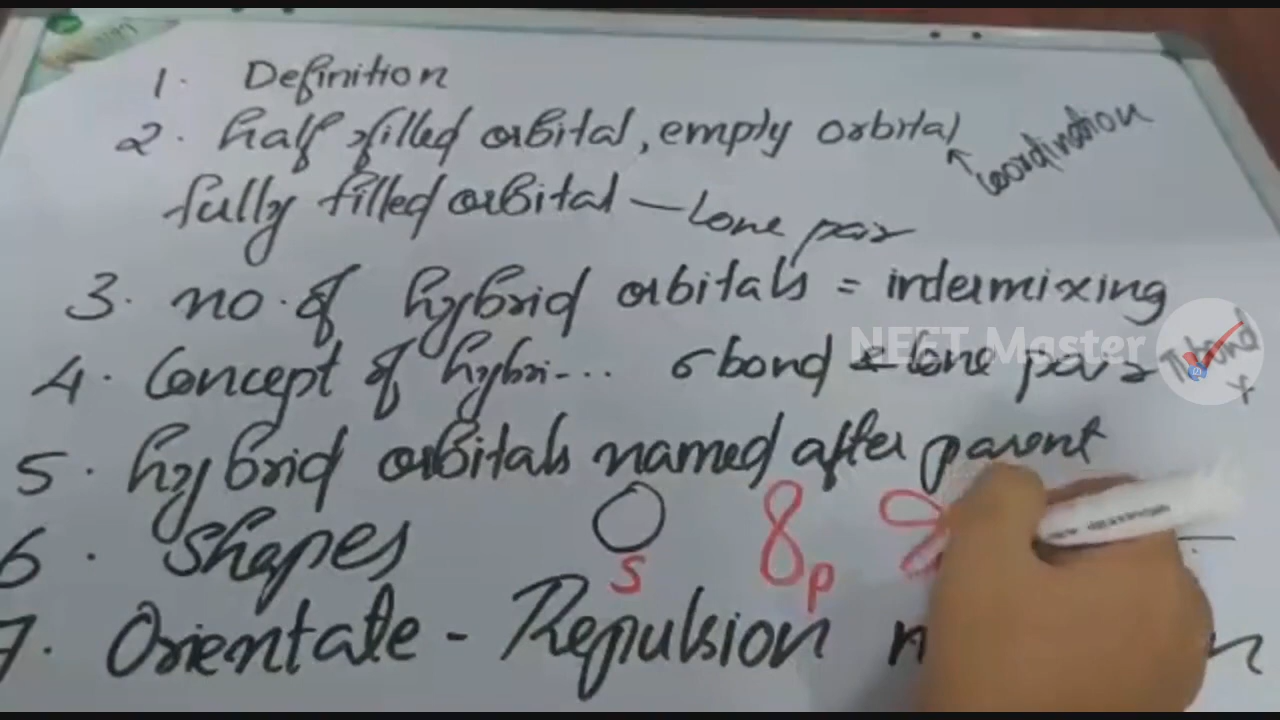 1. Definition
2. half filled orbital, empty orbital
coordination
fully filled orbital – Lone pair
3. no. of hybrid orbitals = intermixing
4. Concept of hybri... σ bond & lone pair π bond x
NEET Master
5. hybrid orbitals named after parent
6. Shapes
s p
7. Orientate - Repulsion